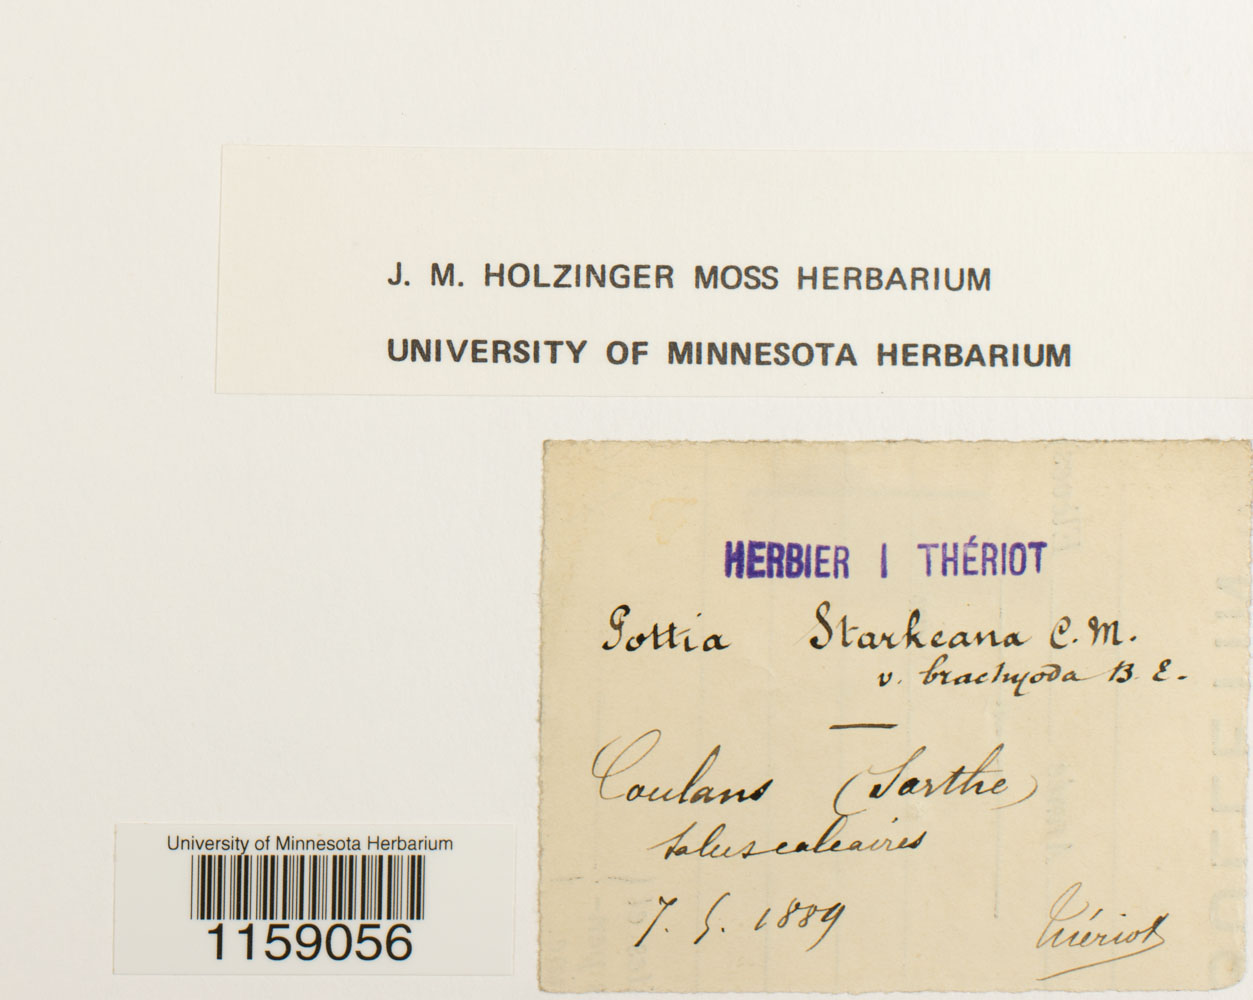 J. M. HOLZINGER MOSS HERBARIUM
UNIVERSITY OF MINNESOTA HERBARIUM
HERBIER I THÉRIOT
Pottia Starkeana C. M.
v. brachyoda B. E.
Coulans (Sarthe)
talus calcaires
7. 5. 1889
Thériot
University of Minnesota Herbarium
1159056